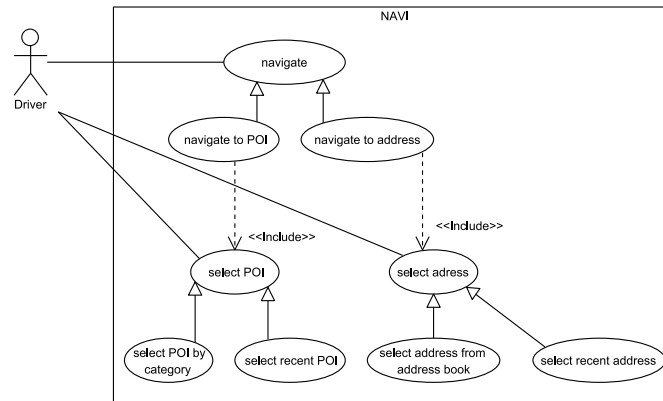 NAVI
navigate
Driver
navigate to POI
navigate to address
<<Include>>
<<Include>>
select POI
select adress
select POI by
category
select recent POI
select address from
address book
select recent address